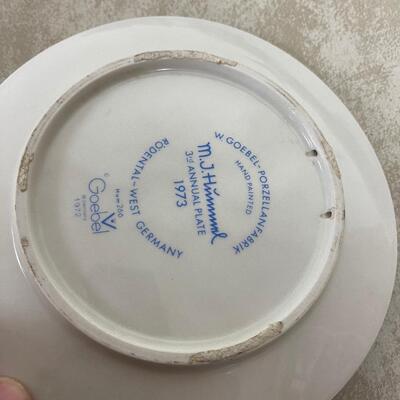 W. GOEBEL-PORZELLANFABRIK
HAND PAINTED
M.J. Hümmel
3rd ANNUAL PLATE
1973
RÖDENTAL~WEST GERMANY
Hum 266
©
Goebel
1972